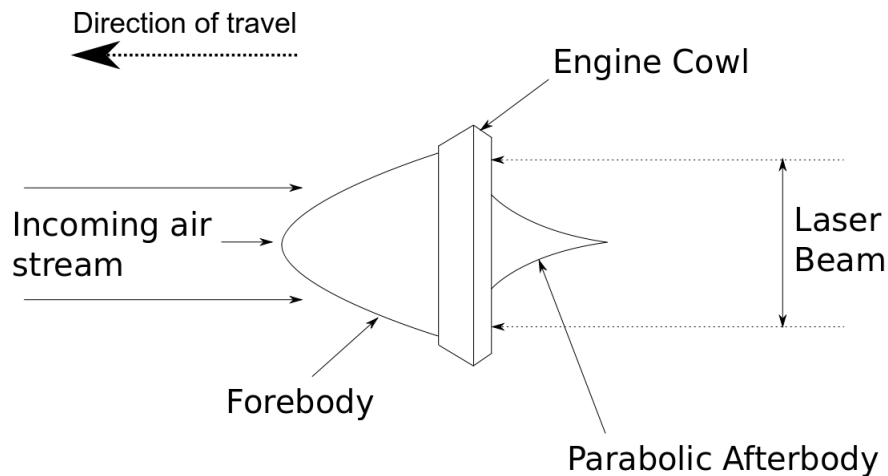 Direction of travel
Engine Cowl
Incoming air
stream
Laser
Beam
Forebody
Parabolic Afterbody